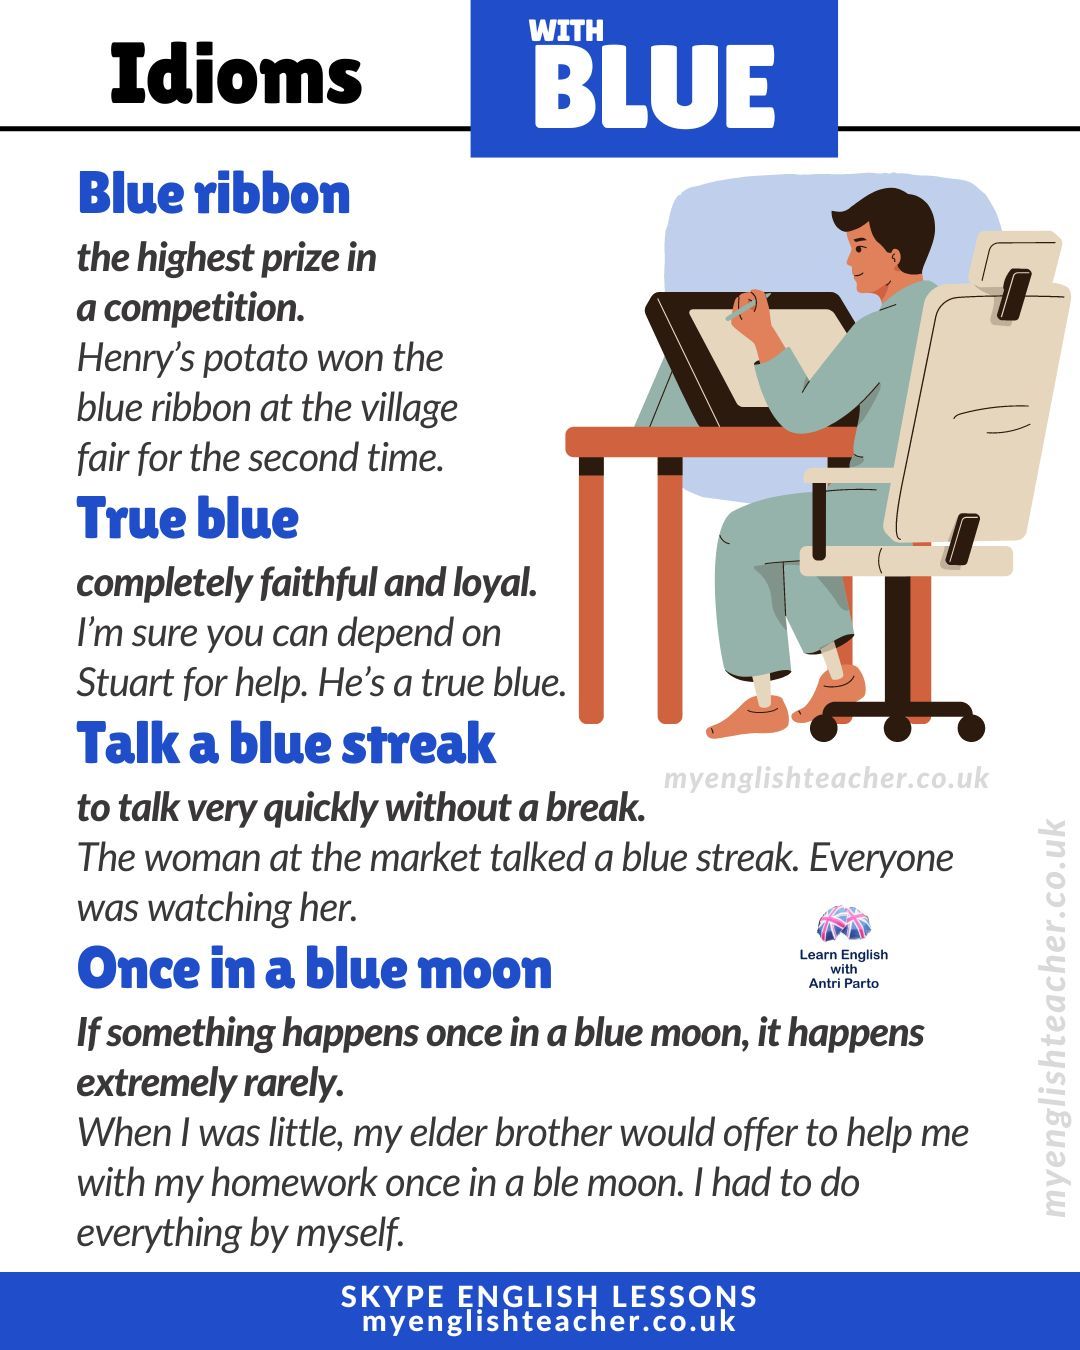 Idioms
WITH
BLUE
Blue ribbon
the highest prize in
a competition.
Henry's potato won the
blue ribbon at the village
fair for the second time.
True blue
completely faithful and loyal.
I'm sure you can depend on
Stuart for help. He's a true blue.
Talk a blue streak
myenglishteacher.co.uk
to talk very quickly without a break.
The woman at the market talked a blue streak. Everyone
was watching her.
Learn English
with
Antri Parto
Once in a blue moon
If something happens once in a blue moon, it happens
extremely rarely.
When I was little, my elder brother would offer to help me
with my homework once in a ble moon. I had to do
everything by myself.
myenglishteacher.co.uk
SKYPE ENGLISH LESSONS
myenglishteacher.co.uk